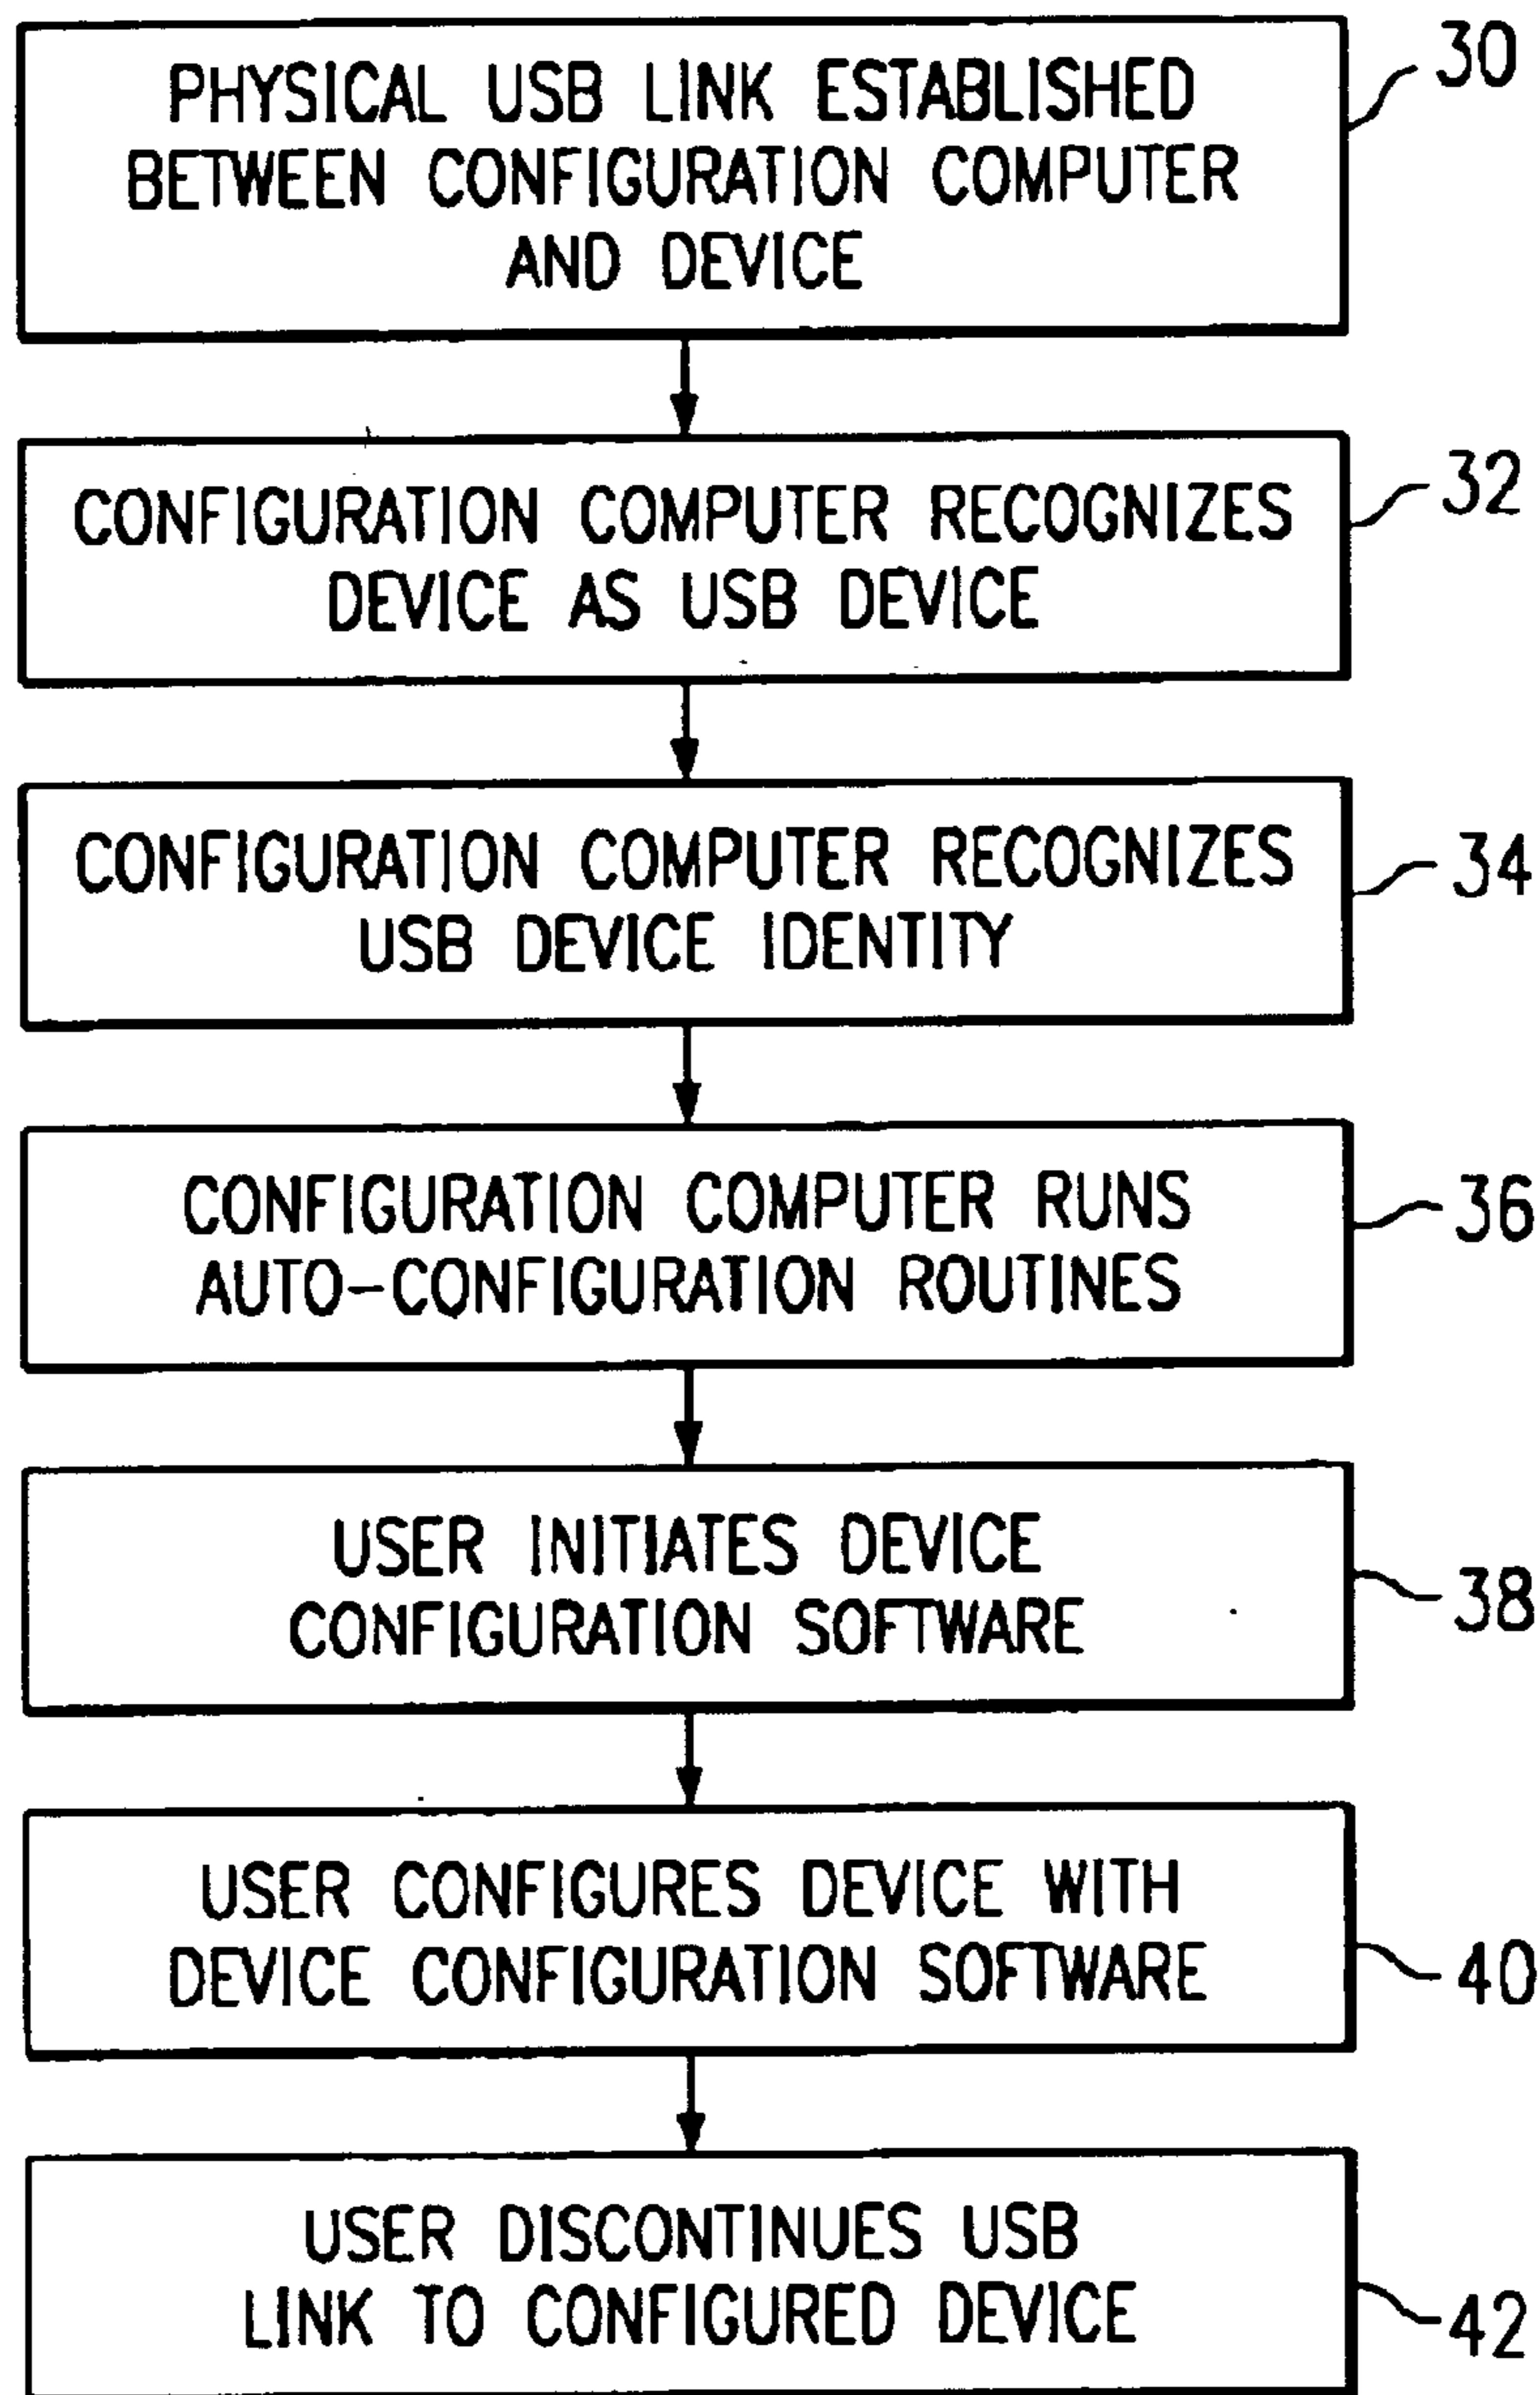 PHYSICAL USB LINK ESTABLISHED
BETWEEN CONFIGURATION COMPUTER
AND DEVICE
30
CONFIGURATION COMPUTER RECOGNIZES
DEVICE AS USB DEVICE
32
CONFIGURATION COMPUTER RECOGNIZES
USB DEVICE IDENTITY
34
CONFIGURATION COMPUTER RUNS
AUTO-CONFIGURATION ROUTINES
36
USER INITIATES DEVICE
CONFIGURATION SOFTWARE
38
USER CONFIGURES DEVICE WITH
DEVICE CONFIGURATION SOFTWARE
40
USER DISCONTINUES USB
LINK TO CONFIGURED DEVICE
42